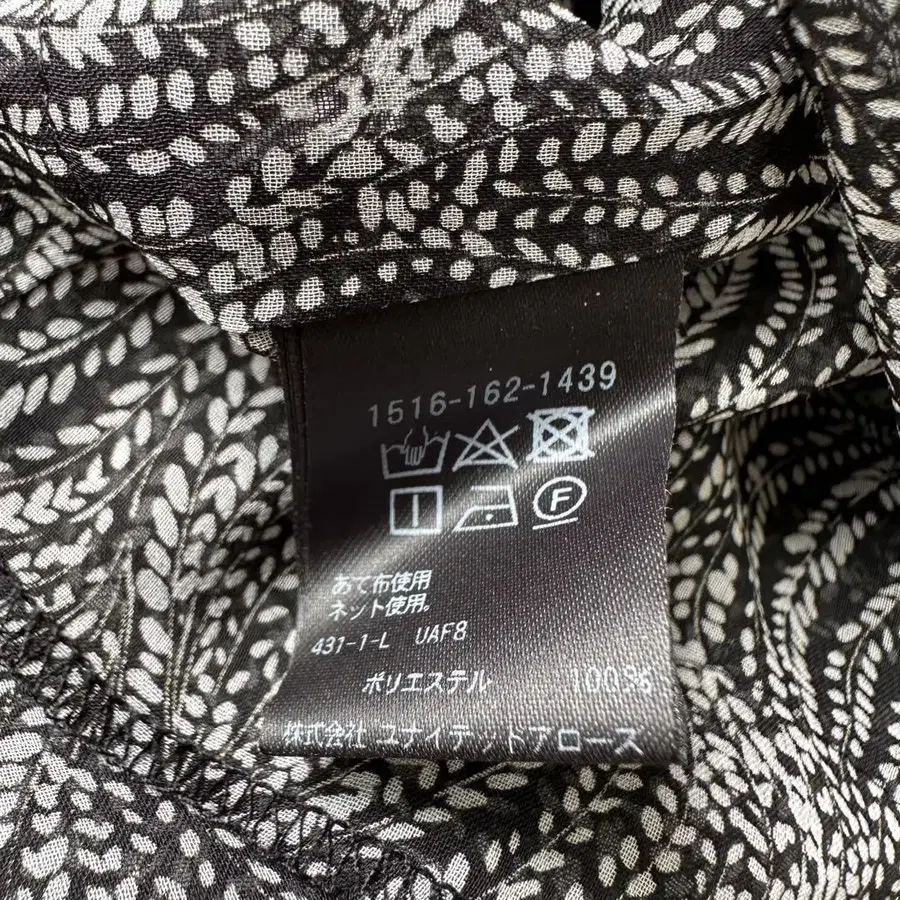 1516-162-1439
F
あて布使用
ネット使用。
431-1-L UAF8
ポリエステル 100%
株式会社 ユナイテッドアローズ